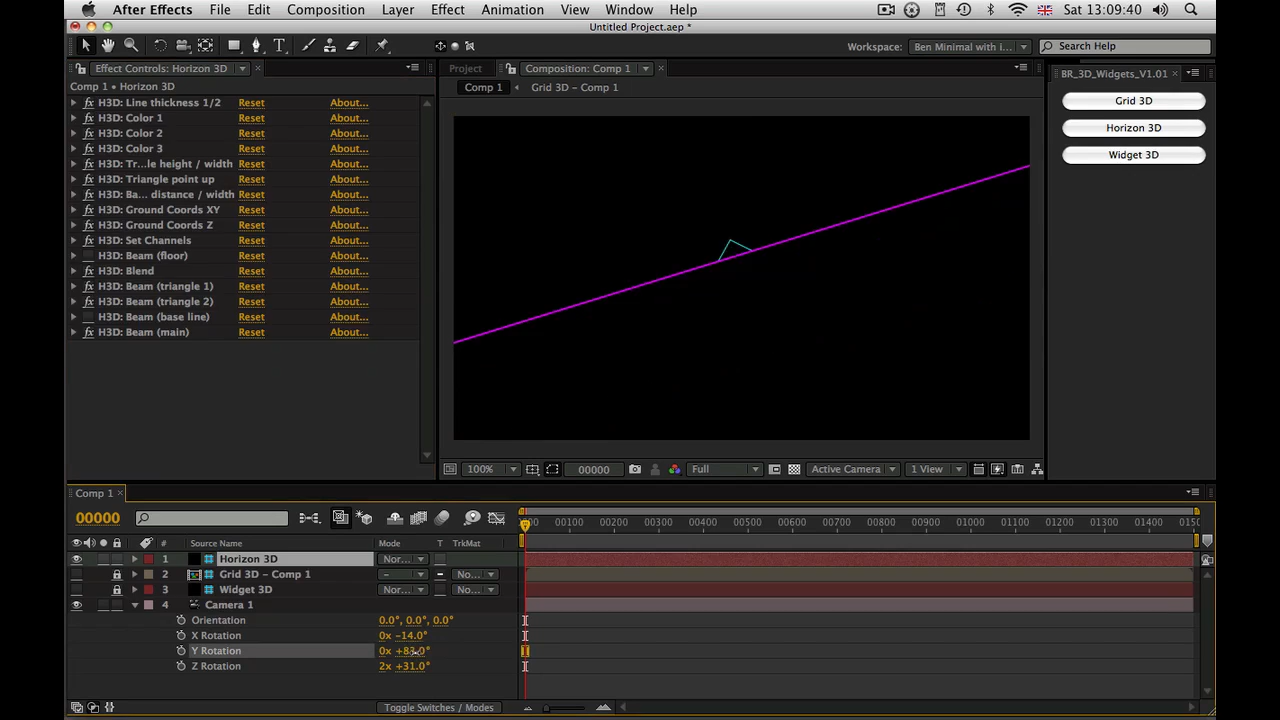 After Effects File Edit Composition Layer Effect Animation View Window Help Sat 13:09:40
Untitled Project.aep *
Workspace: Ben Minimal with i... Search Help
Effect Controls: Horizon 3D Project Composition: Comp 1 BR_3D_Widgets_V1.01
Comp 1 • Horizon 3D Comp 1 Grid 3D – Comp 1
H3D: Line thickness 1/2 Reset About... Grid 3D
H3D: Color 1 Reset About...
H3D: Color 2 Reset About... Horizon 3D
H3D: Color 3 Reset About... Widget 3D
H3D: Tr...le height / width Reset About...
H3D: Triangle point up Reset About...
H3D: Ba... distance / width Reset About...
H3D: Ground Coords XY Reset About...
H3D: Ground Coords Z Reset About...
H3D: Set Channels Reset About...
H3D: Beam (floor) Reset About...
H3D: Blend Reset About...
H3D: Beam (triangle 1) Reset About...
H3D: Beam (triangle 2) Reset About...
H3D: Beam (base line) Reset About...
H3D: Beam (main) Reset About...
100% 00000 Full Active Camera 1 View
Comp 1
00000 00100 00200 00300 00400 00500 00600 00700 00800 00900 01000 01100 01200 01300 01400
# Source Name Mode T TrkMat
1 Horizon 3D Nor...
2 Grid 3D – Comp 1 – No...
3 Widget 3D Nor... No...
4 Camera 1
Orientation 0.0°, 0.0°, 0.0°
X Rotation 0x -14.0°
Y Rotation 0x
Z Rotation 2x +31.0°
Toggle Switches / Modes